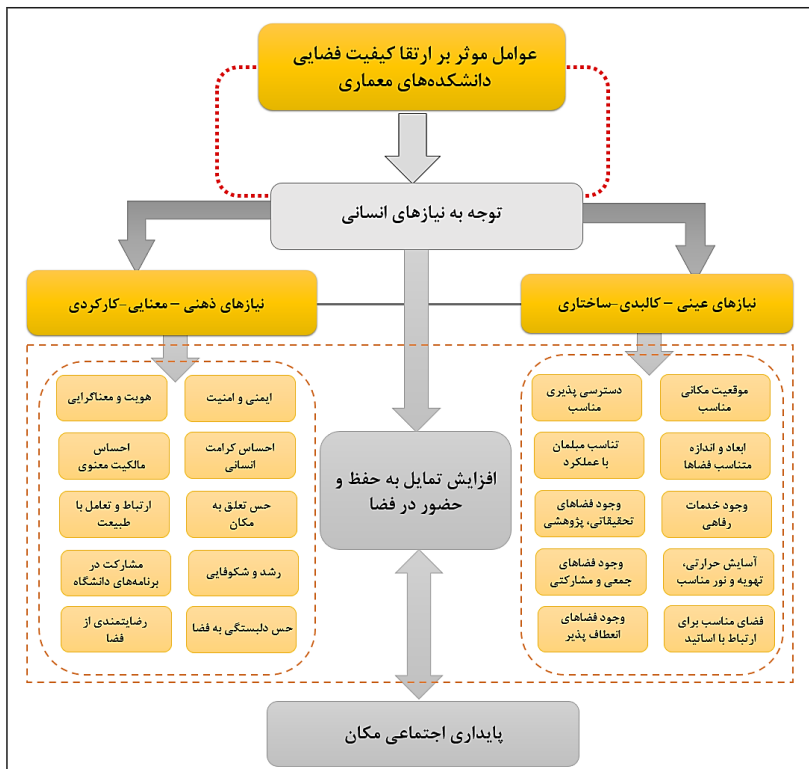 عوامل موثر بر ارتقا کیفیت فضایی
دانشکده‌های معماری
توجه به نیازهای انسانی
نیازهای عینی – کالبدی–ساختاری
نیازهای ذهنی – معنایی–کارکردی
موقعیت مکانی
مناسب
دسترسی پذیری
مناسب
ابعاد و اندازه
متناسب فضاها
تناسب مبلمان
با عملکرد
وجود خدمات
رفاهی
وجود فضاهای
تحقیقاتی، پژوهشی
آسایش حرارتی،
تهویه و نور مناسب
وجود فضاهای
جمعی و مشارکتی
فضای مناسب برای
ارتباط با اساتید
وجود فضاهای
انعطاف پذیر
افزایش تمایل به حفظ و
حضور در فضا
ایمنی و امنیت
هویت و معناگرایی
احساس کرامت
انسانی
احساس
مالکیت معنوی
حس تعلق به
مکان
ارتباط و تعامل با
طبیعت
رشد و شکوفایی
مشارکت در
برنامه‌های دانشگاه
حس دلبستگی به فضا
رضایتمندی از
فضا
پایداری اجتماعی مکان